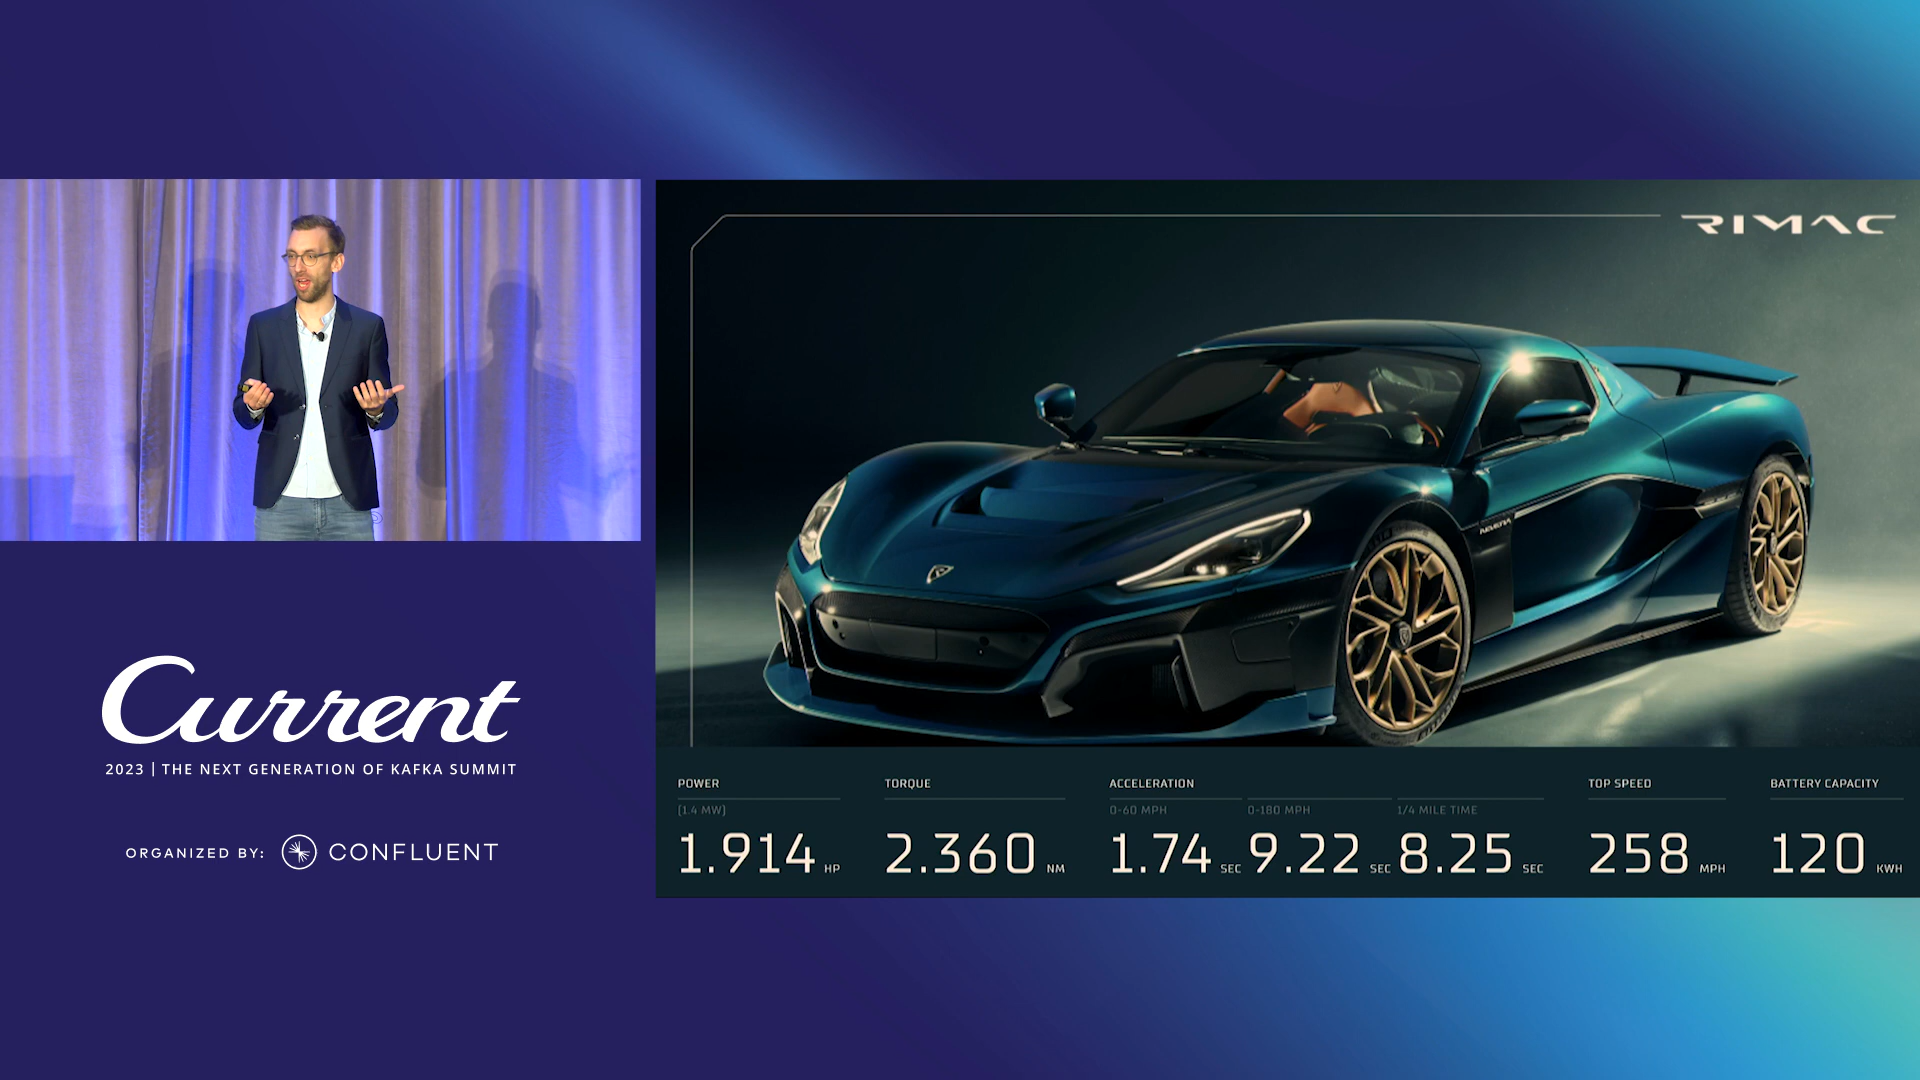 RIMAC
NEVERA
Current
2023 | THE NEXT GENERATION OF KAFKA SUMMIT
ORGANIZED BY: CONFLUENT
POWER
(1.4 MW)
1.914 HP
TORQUE
2.360 NM
ACCELERATION
0-60 MPH
1.74 SEC
0-180 MPH
9.22 SEC
1/4 MILE TIME
8.25 SEC
TOP SPEED
258 MPH
BATTERY CAPACITY
120 KWH